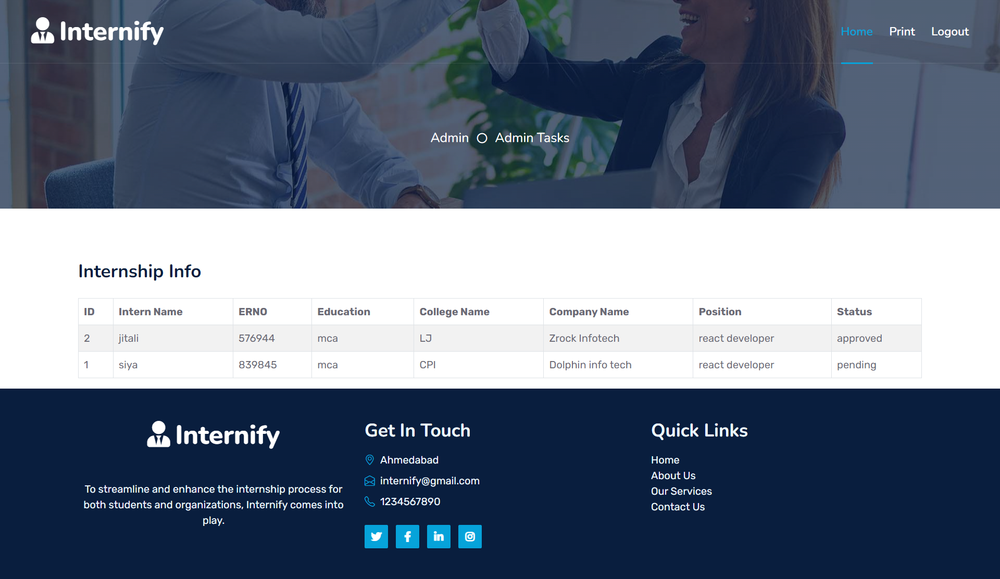 Internify
Home Print Logout
Admin Admin Tasks
Internship Info
ID Intern Name ERNO Education College Name Company Name Position Status
2 jitali 576944 mca LJ Zrock Infotech react developer approved
1 siya 839845 mca CPI Dolphin info tech react developer pending
Internify
To streamline and enhance the internship process for
both students and organizations, Internify comes into
play.
Get In Touch
Ahmedabad
internify@gmail.com
1234567890
Quick Links
Home
About Us
Our Services
Contact Us